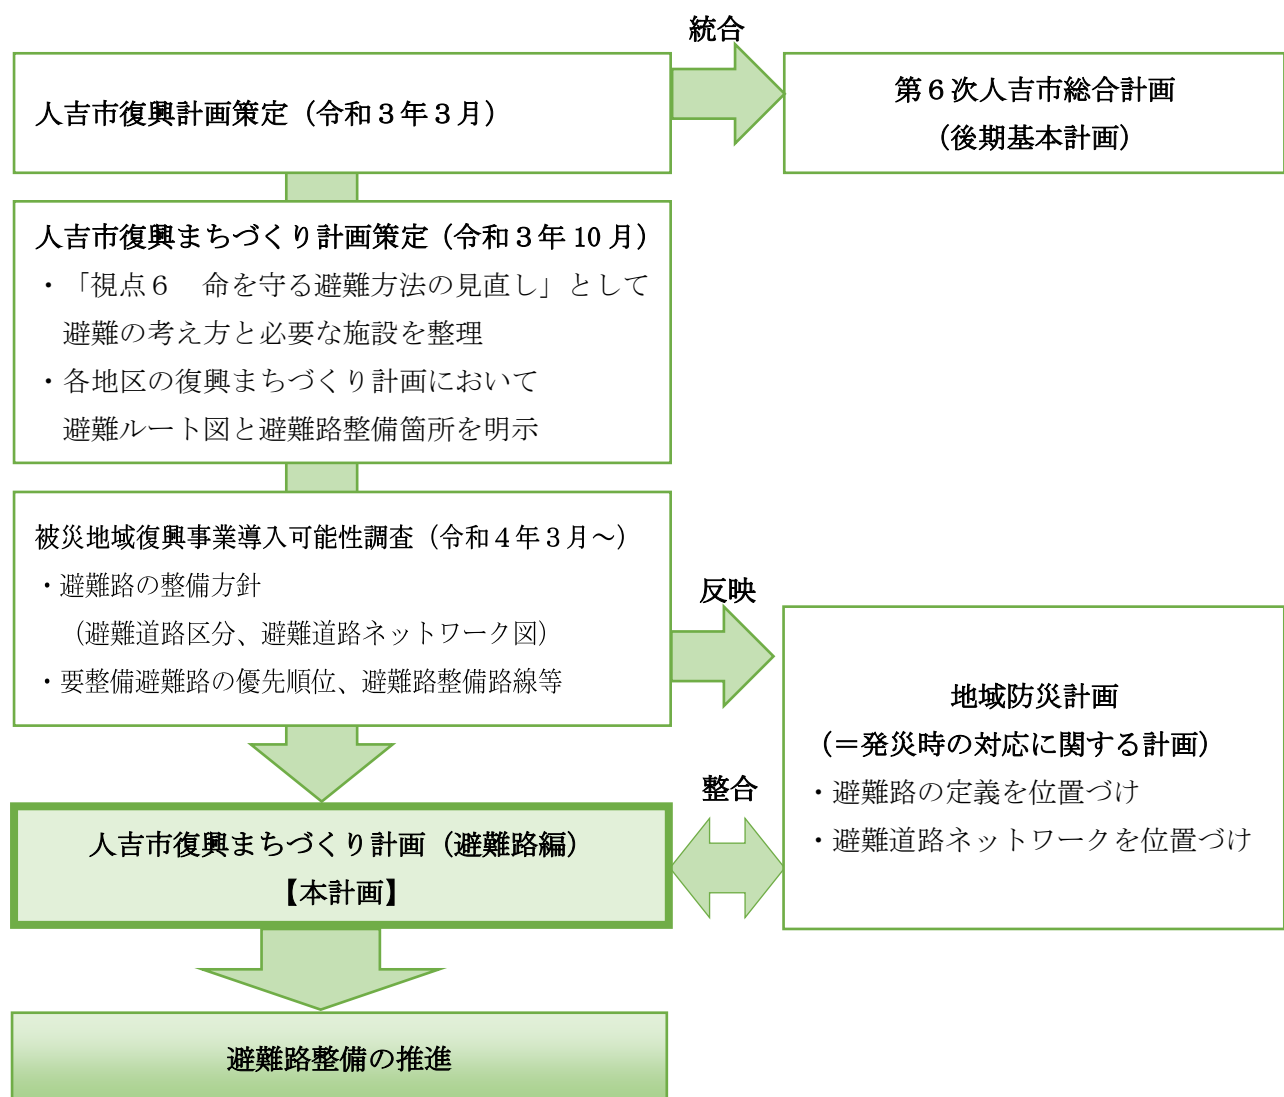 統合
人吉市復興計画策定（令和３年３月）
第６次人吉市総合計画
（後期基本計画）
人吉市復興まちづくり計画策定（令和３年 10 月）
・「視点６　命を守る避難方法の見直し」として
避難の考え方と必要な施設を整理
・各地区の復興まちづくり計画において
避難ルート図と避難路整備箇所を明示
被災地域復興事業導入可能性調査（令和４年３月～）
・避難路の整備方針
（避難道路区分、避難道路ネットワーク図）
・要整備避難路の優先順位、避難路整備路線等
反映
地域防災計画
（＝発災時の対応に関する計画）
・避難路の定義を位置づけ
・避難道路ネットワークを位置づけ
整合
人吉市復興まちづくり計画（避難路編）
【本計画】
避難路整備の推進